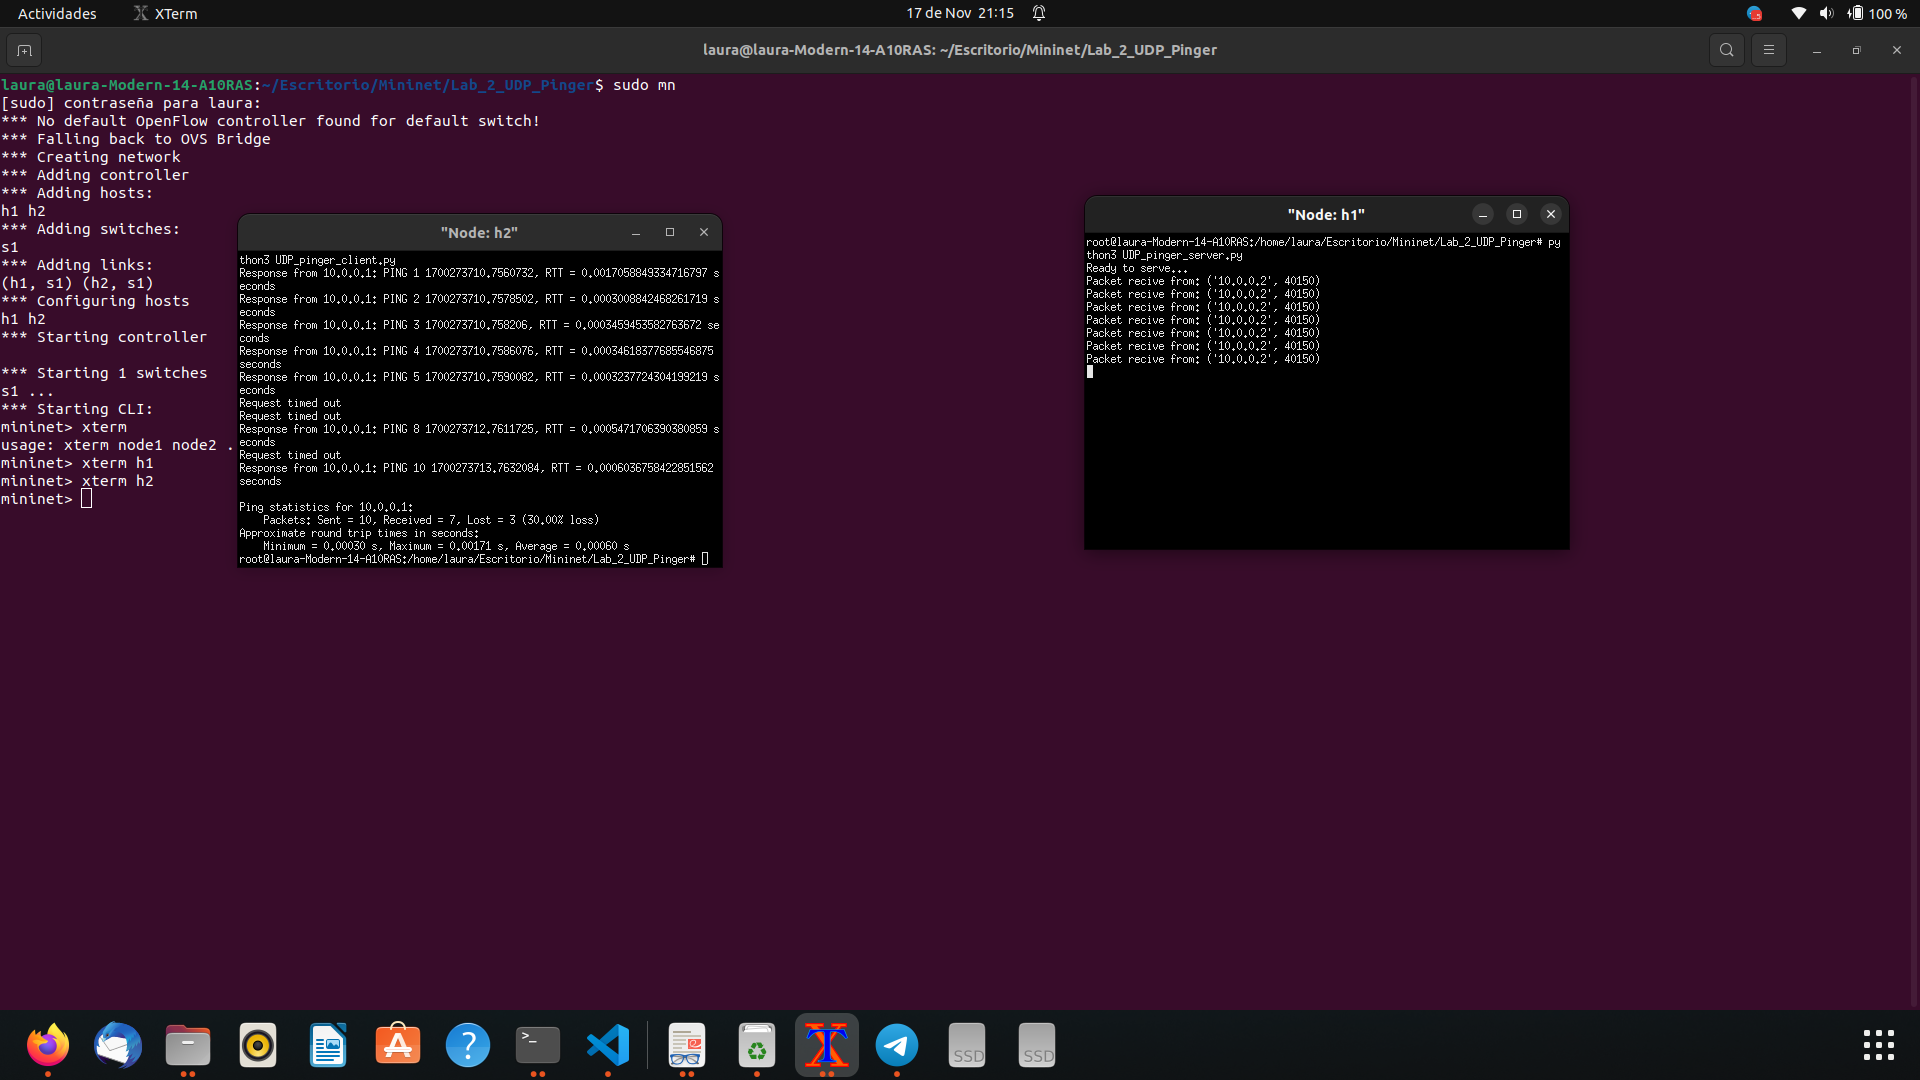 Actividades
XTerm
17 de Nov 21:15
100 %
laura@laura-Modern-14-A10RAS: ~/Escritorio/Mininet/Lab_2_UDP_Pinger
laura@laura-Modern-14-A10RAS:~/Escritorio/Mininet/Lab_2_UDP_Pinger$ sudo mn
[sudo] contraseña para laura:
*** No default OpenFlow controller found for default switch!
*** Falling back to OVS Bridge
*** Creating network
*** Adding controller
*** Adding hosts:
h1 h2
*** Adding switches:
s1
*** Adding links:
(h1, s1) (h2, s1)
*** Configuring hosts
h1 h2
*** Starting controller
*** Starting 1 switches
s1 ...
*** Starting CLI:
mininet> xterm
usage: xterm node1 node2 .
mininet> xterm h1
mininet> xterm h2
mininet>
"Node: h2"
thon3 UDP_pinger_client.py
Response from 10.0.0.1: PING 1 1700273710.7560732, RTT = 0.0017058849334716797 s
econds
Response from 10.0.0.1: PING 2 1700273710.7578502, RTT = 0.0003008842468261719 s
econds
Response from 10.0.0.1: PING 3 1700273710.758206, RTT = 0.0003459453582763672 se
conds
Response from 10.0.0.1: PING 4 1700273710.7586076, RTT = 0.00034618377685546875
seconds
Response from 10.0.0.1: PING 5 1700273710.7590082, RTT = 0.0003237724304199219 s
econds
Request timed out
Request timed out
Response from 10.0.0.1: PING 8 1700273712.7611725, RTT = 0.0005471706390380859 s
econds
Request timed out
Response from 10.0.0.1: PING 10 1700273713.7632084, RTT = 0.0006036758422851562
seconds
Ping statistics for 10.0.0.1:
Packets: Sent = 10, Received = 7, Lost = 3 (30.00% loss)
Approximate round trip times in seconds:
Minimum = 0.00030 s, Maximum = 0.00171 s, Average = 0.00060 s
root@laura-Modern-14-A10RAS:/home/laura/Escritorio/Mininet/Lab_2_UDP_Pinger#
"Node: h1"
root@laura-Modern-14-A10RAS:/home/laura/Escritorio/Mininet/Lab_2_UDP_Pinger# py
thon3 UDP_pinger_server.py
Ready to serve...
Packet recive from: ('10.0.0.2', 40150)
Packet recive from: ('10.0.0.2', 40150)
Packet recive from: ('10.0.0.2', 40150)
Packet recive from: ('10.0.0.2', 40150)
Packet recive from: ('10.0.0.2', 40150)
Packet recive from: ('10.0.0.2', 40150)
Packet recive from: ('10.0.0.2', 40150)
SSD
SSD